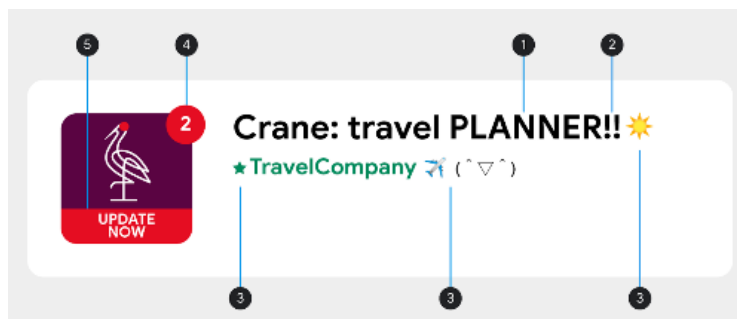 5 4 1 2
2
Crane: travel PLANNER!!☀️
★TravelCompany ✈️ (ˆ▽ˆ)
UPDATE
NOW
3 3 3